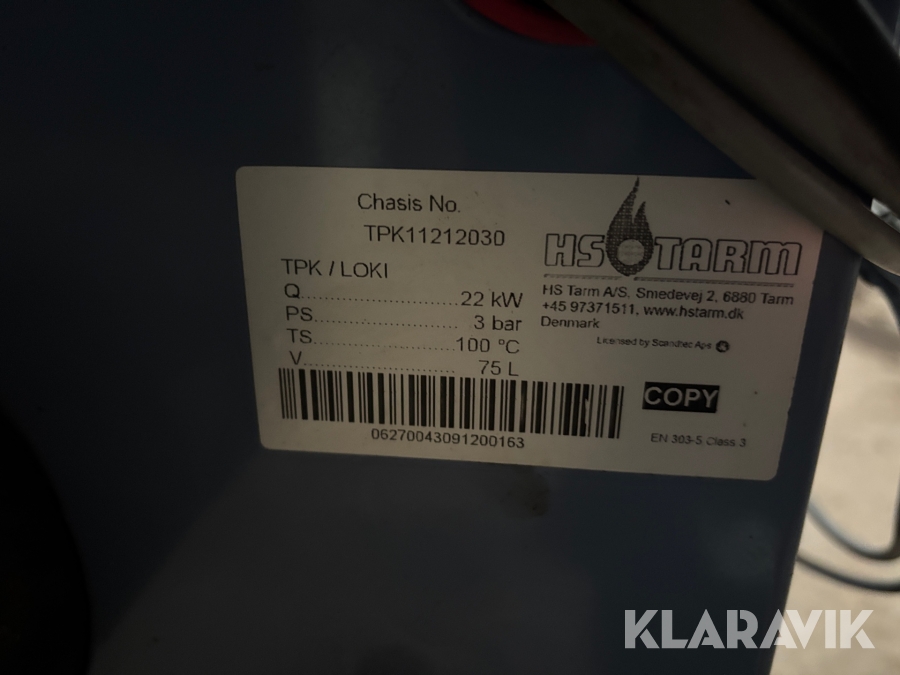 Chasis No.
TPK11212030
TPK / LOKI
Q.....................22 kW
PS........................ 3 bar
TS...................100 °C
V......................... 75 L
06270043091200163
HS TARM
HS Tarm A/S, Smedevej 2, 6880 Tarm
+45 97371511, www.hstarm.dk
Denmark
Licensed by Scandtec Aps
COPY
EN 303-5 Class 3
KLARAVIK